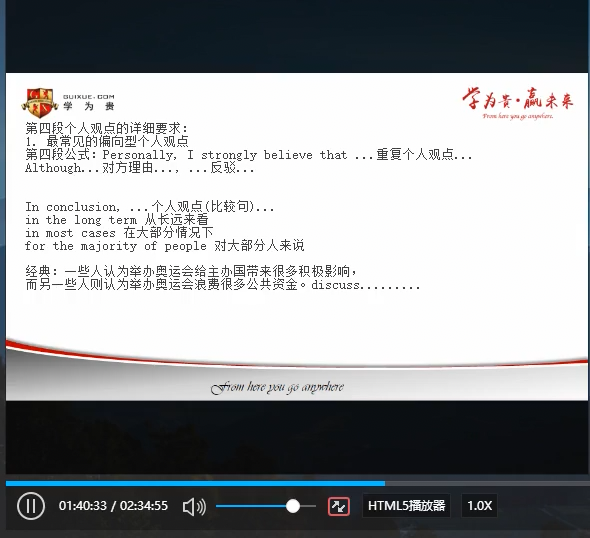 GUIXUE.COM
学为贵
学为贵·赢未来
From here you go anywhere.
第四段个人观点的详细要求：
1. 最常见的偏向型个人观点
第四段公式：Personally, I strongly believe that ...重复个人观点...
Although...对方理由..., ...反驳...
In conclusion, ...个人观点(比较句)...
in the long term 从长远来看
in most cases 在大部分情况下
for the majority of people 对大部分人来说
经典：一些人认为举办奥运会给主办国带来很多积极影响，
而另一些人则认为举办奥运会浪费很多公共资金。discuss.........
From here you go anywhere
01:40:33 / 02:34:55
HTML5播放器
1.0X